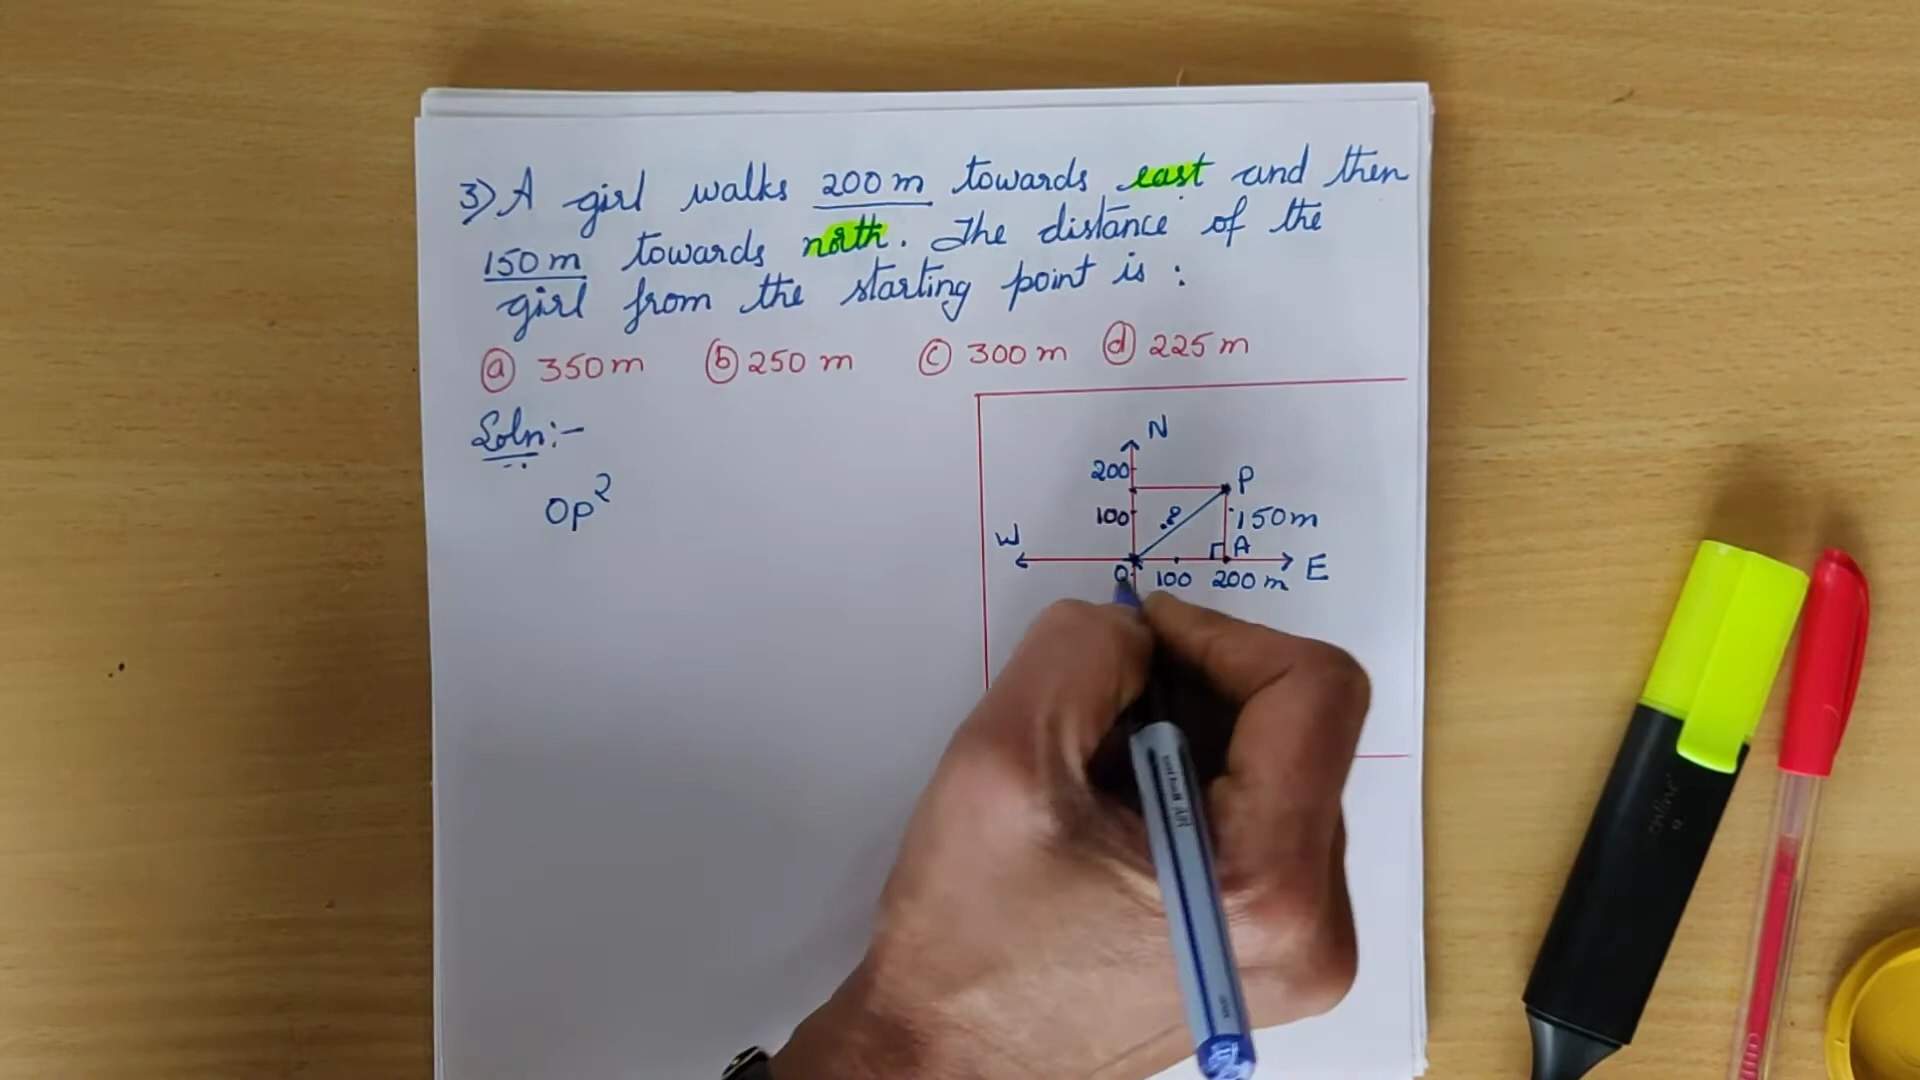 3) A girl walks 200 m towards east and then
150 m towards north. The distance of the
girl from the starting point is :
ⓐ 350 m ⓑ 250 m ⓒ 300 m ⓓ 225 m
Soln:-
OP²
N
200
P
100
?
150 m
W
A
E
O
100
200 m